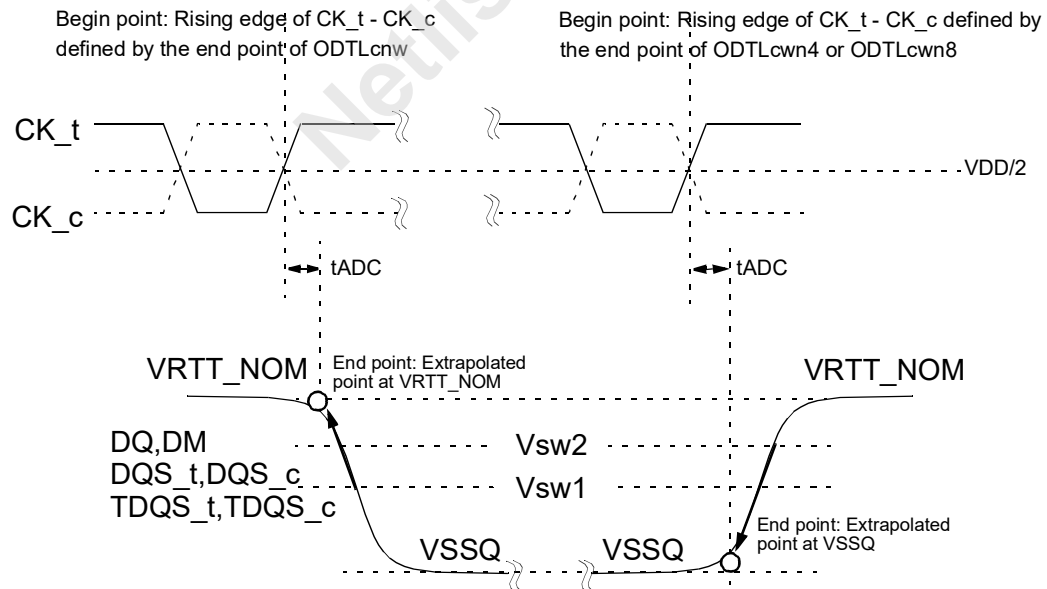 Begin point: Rising edge of CK_t - CK_c
defined by the end point of ODTLcnw
Begin point: Rising edge of CK_t - CK_c defined by
the end point of ODTLcwn4 or ODTLcwn8
CK_t
VDD/2
CK_c
tADC
tADC
VRTT_NOM
End point: Extrapolated
point at VRTT_NOM
VRTT_NOM
DQ,DM
Vsw2
DQS_t,DQS_c
Vsw1
TDQS_t,TDQS_c
End point: Extrapolated
point at VSSQ
VSSQ
VSSQ